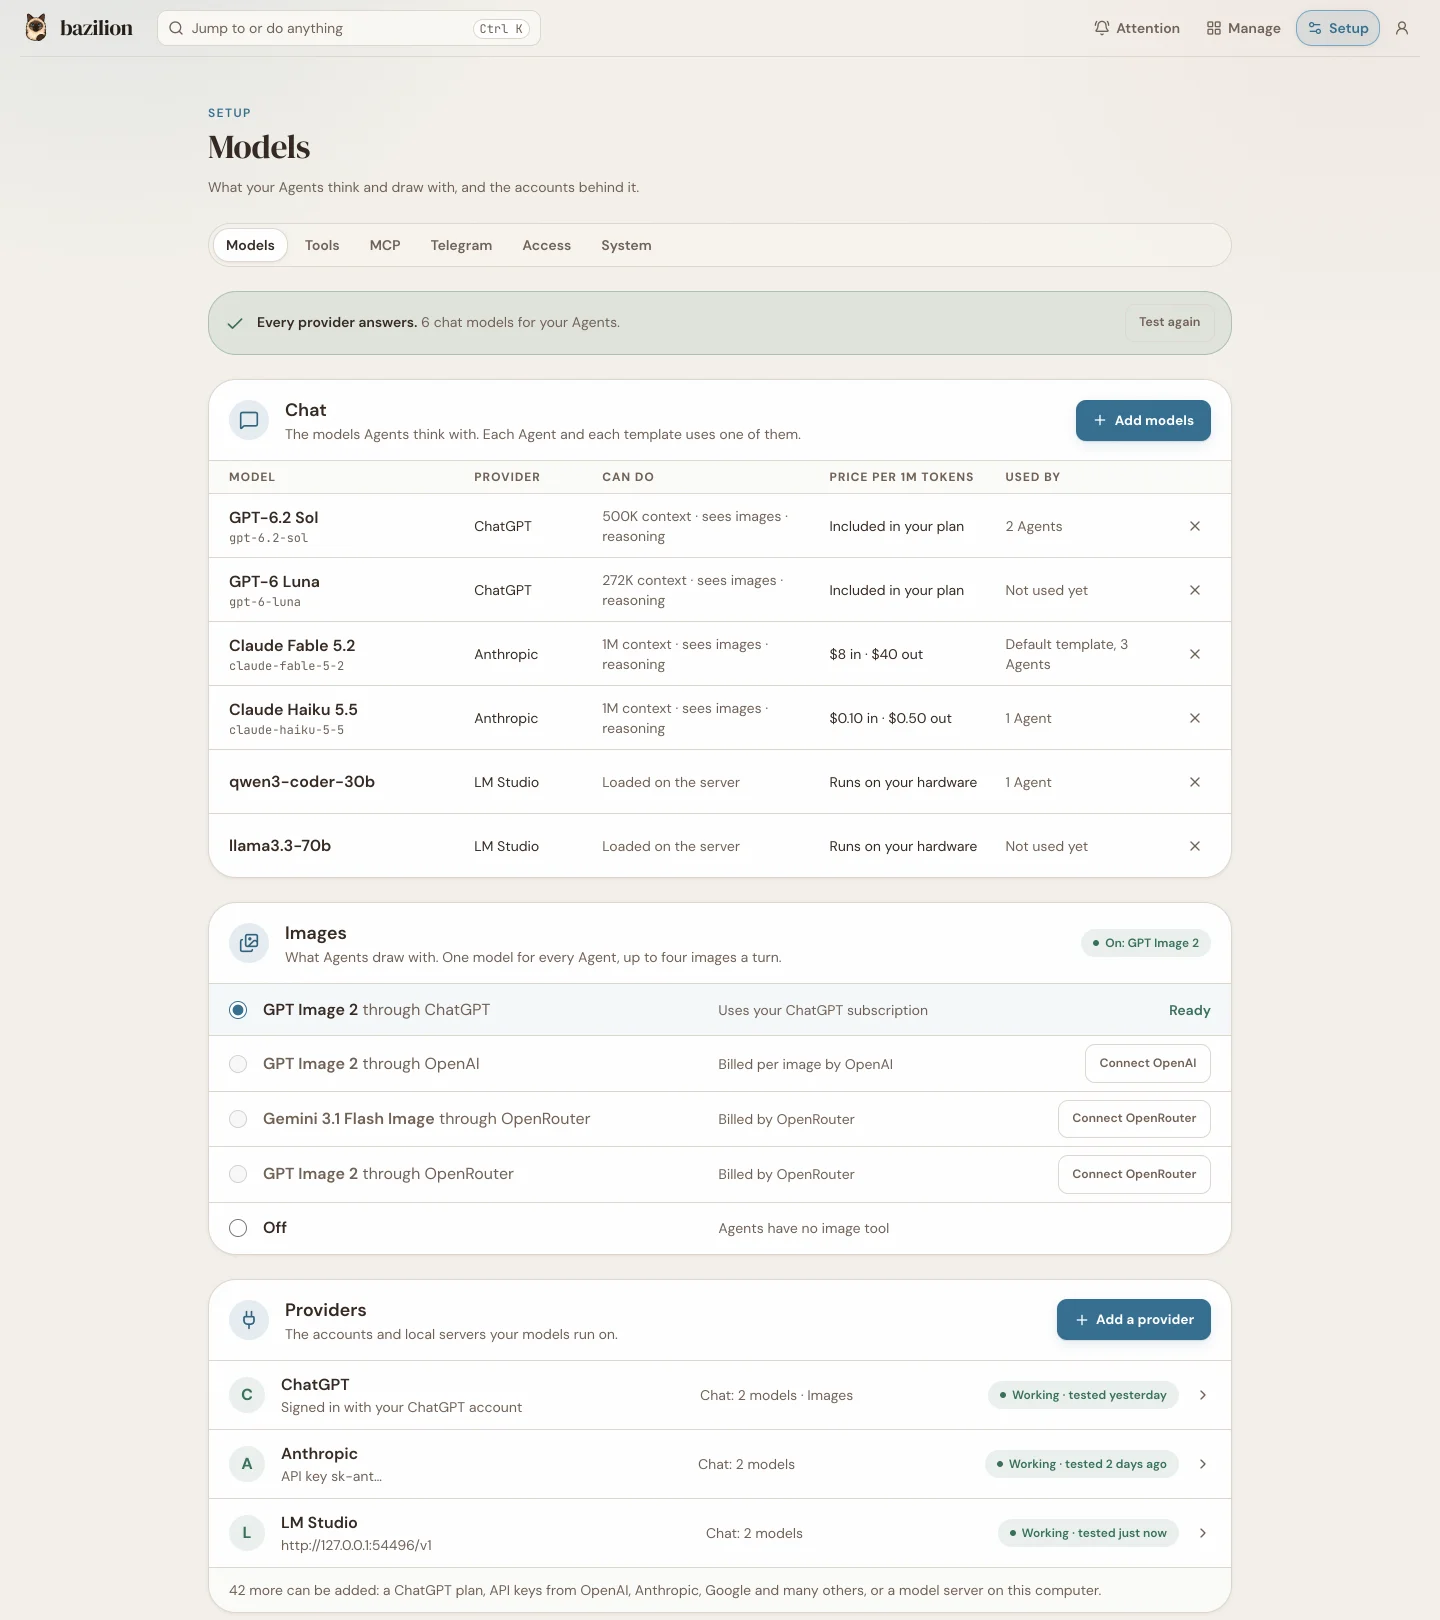 bazilion
Jump to or do anything
Ctrl K
Attention
Manage
Setup
SETUP
Models
What your Agents think and draw with, and the accounts behind it.
Models
Tools
MCP
Telegram
Access
System
Every provider answers. 6 chat models for your Agents.
Test again
Chat
The models Agents think with. Each Agent and each template uses one of them.
Add models
MODEL
PROVIDER
CAN DO
PRICE PER 1M TOKENS
USED BY
GPT-6.2 Sol
gpt-6.2-sol
ChatGPT
500K context · sees images ·
reasoning
Included in your plan
2 Agents
GPT-6 Luna
gpt-6-luna
ChatGPT
272K context · sees images ·
reasoning
Included in your plan
Not used yet
Claude Fable 5.2
claude-fable-5-2
Anthropic
1M context · sees images ·
reasoning
$8 in · $40 out
Default template, 3
Agents
Claude Haiku 5.5
claude-haiku-5-5
Anthropic
1M context · sees images ·
reasoning
$0.10 in · $0.50 out
1 Agent
qwen3-coder-30b
LM Studio
Loaded on the server
Runs on your hardware
1 Agent
llama3.3-70b
LM Studio
Loaded on the server
Runs on your hardware
Not used yet
Images
What Agents draw with. One model for every Agent, up to four images a turn.
On: GPT Image 2
GPT Image 2 through ChatGPT
Uses your ChatGPT subscription
Ready
GPT Image 2 through OpenAI
Billed per image by OpenAI
Connect OpenAI
Gemini 3.1 Flash Image through OpenRouter
Billed by OpenRouter
Connect OpenRouter
GPT Image 2 through OpenRouter
Billed by OpenRouter
Connect OpenRouter
Off
Agents have no image tool
Providers
The accounts and local servers your models run on.
Add a provider
C
ChatGPT
Signed in with your ChatGPT account
Chat: 2 models · Images
Working · tested yesterday
A
Anthropic
API key sk-ant…
Chat: 2 models
Working · tested 2 days ago
L
LM Studio
http://127.0.0.1:54496/v1
Chat: 2 models
Working · tested just now
42 more can be added: a ChatGPT plan, API keys from OpenAI, Anthropic, Google and many others, or a model server on this computer.